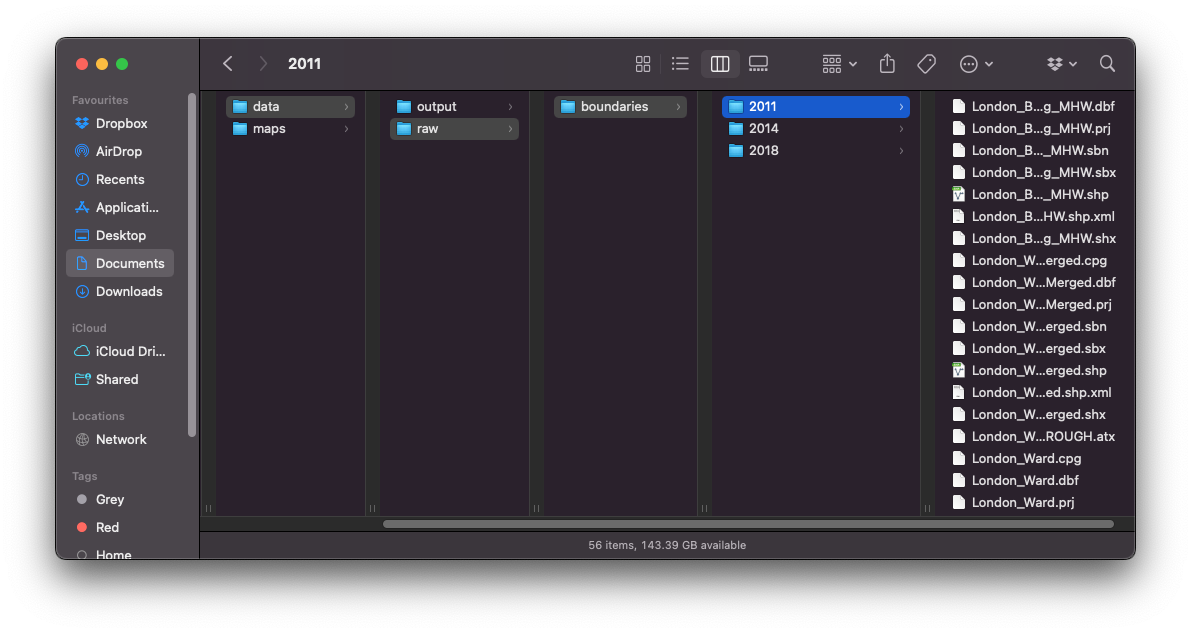 2011
Favourites
Dropbox
AirDrop
Recents
Applicati...
Desktop
Documents
Downloads
iCloud
iCloud Dri...
Shared
Locations
Network
Tags
Grey
Red
Home
data
maps
output
raw
boundaries
2011
2014
2018
London_B...g_MHW.dbf
London_B...g_MHW.prj
London_B..._MHW.sbn
London_B...g_MHW.sbx
London_B..._MHW.shp
London_B...HW.shp.xml
London_B...g_MHW.shx
London_W...erged.cpg
London_W...Merged.dbf
London_W...Merged.prj
London_W...erged.sbn
London_W...erged.sbx
London_W...erged.shp
London_W...ed.shp.xml
London_W...erged.shx
London_W...ROUGH.atx
London_Ward.cpg
London_Ward.dbf
London_Ward.prj
56 items, 143.39 GB available